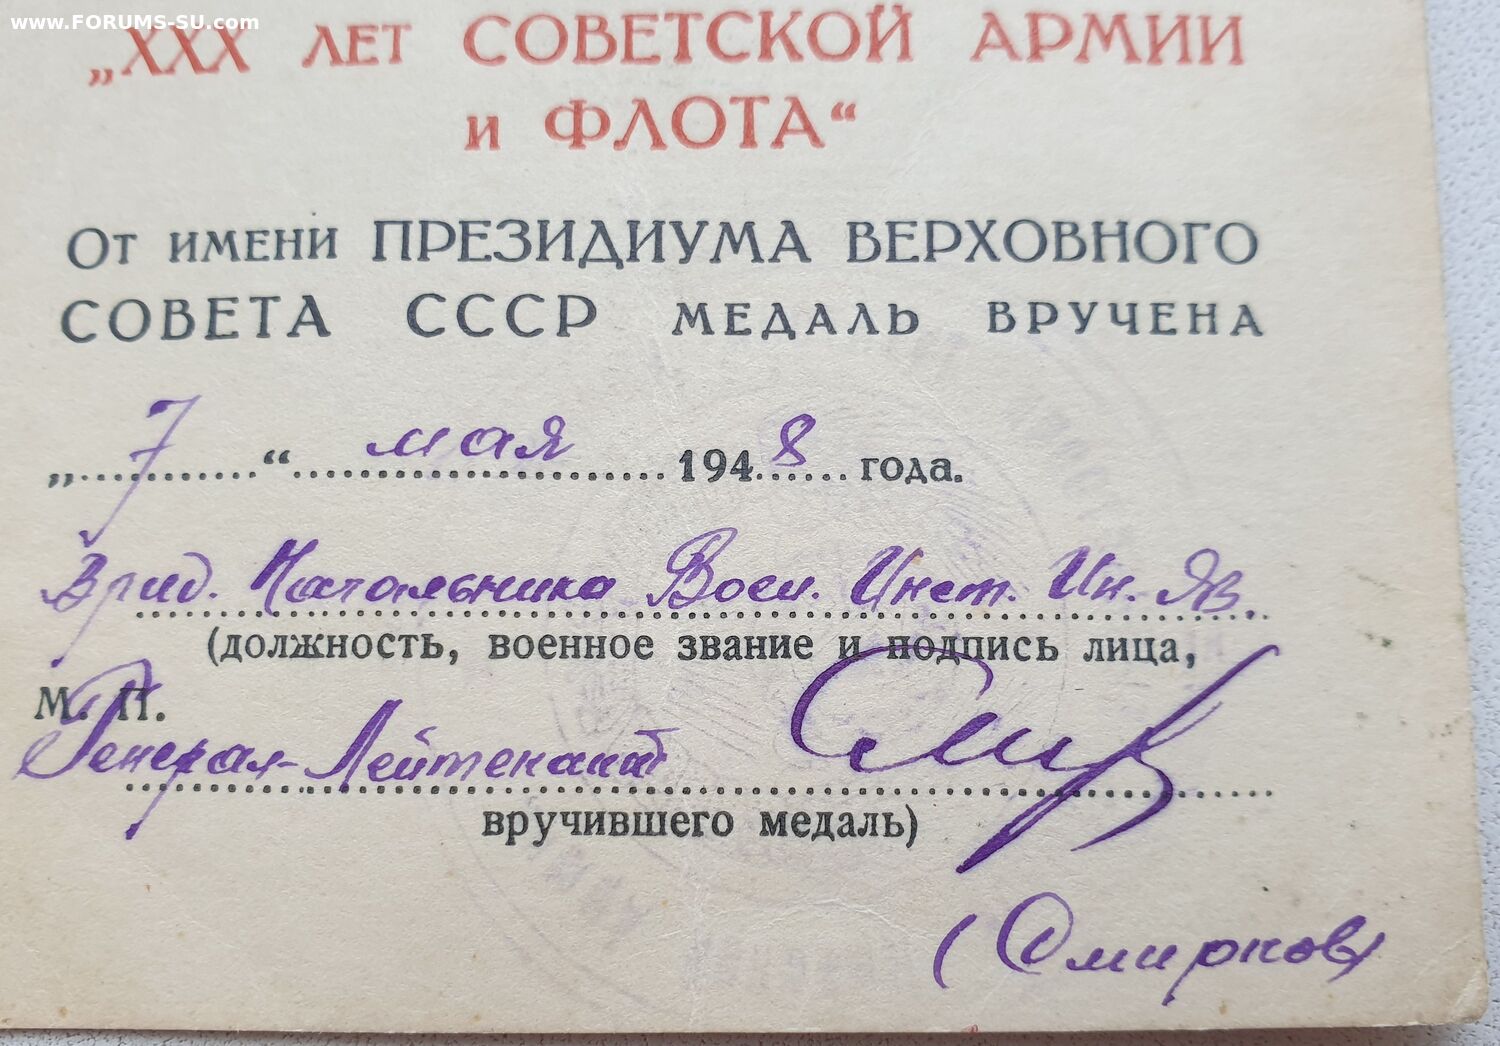 www.FORUMS-SU.com
„XXX ЛЕТ СОВЕТСКОЙ АРМИИ
и ФЛОТА“
От имени ПРЕЗИДИУМА ВЕРХОВНОГО
СОВЕТА СССР МЕДАЛЬ ВРУЧЕНА
„7“ мая 1948 года.
Врид. Начальника Воен. Инст. Ин. Яз.
(должность, военное звание и подпись лица,
М. П.
Генерал-Лейтенант
вручившего медаль)
(Смирнов)